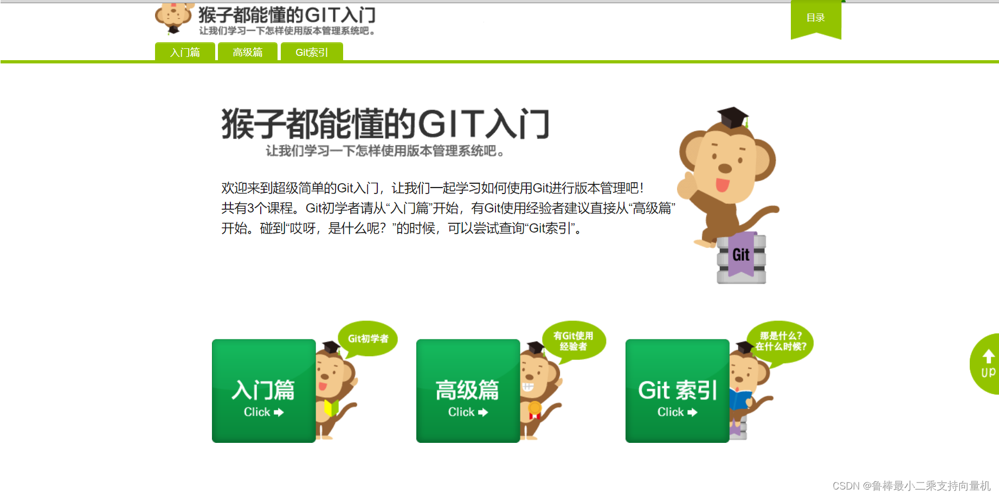 猴子都能懂的GIT入门
让我们学习一下怎样使用版本管理系统吧。
目录
入门篇
高级篇
Git索引
猴子都能懂的GIT入门
让我们学习一下怎样使用版本管理系统吧。
欢迎来到超级简单的Git入门，让我们一起学习如何使用Git进行版本管理吧！
共有3个课程。Git初学者请从“入门篇”开始，有Git使用经验者建议直接从“高级篇”
开始。碰到“哎呀，是什么呢？”的时候，可以尝试查询“Git索引”。
Git
Git初学者
入门篇
Click
有Git使用
经验者
高级篇
Click
那是什么？
在什么时候？
Git 索引
Click
UP
CSDN @鲁棒最小二乘支持向量机